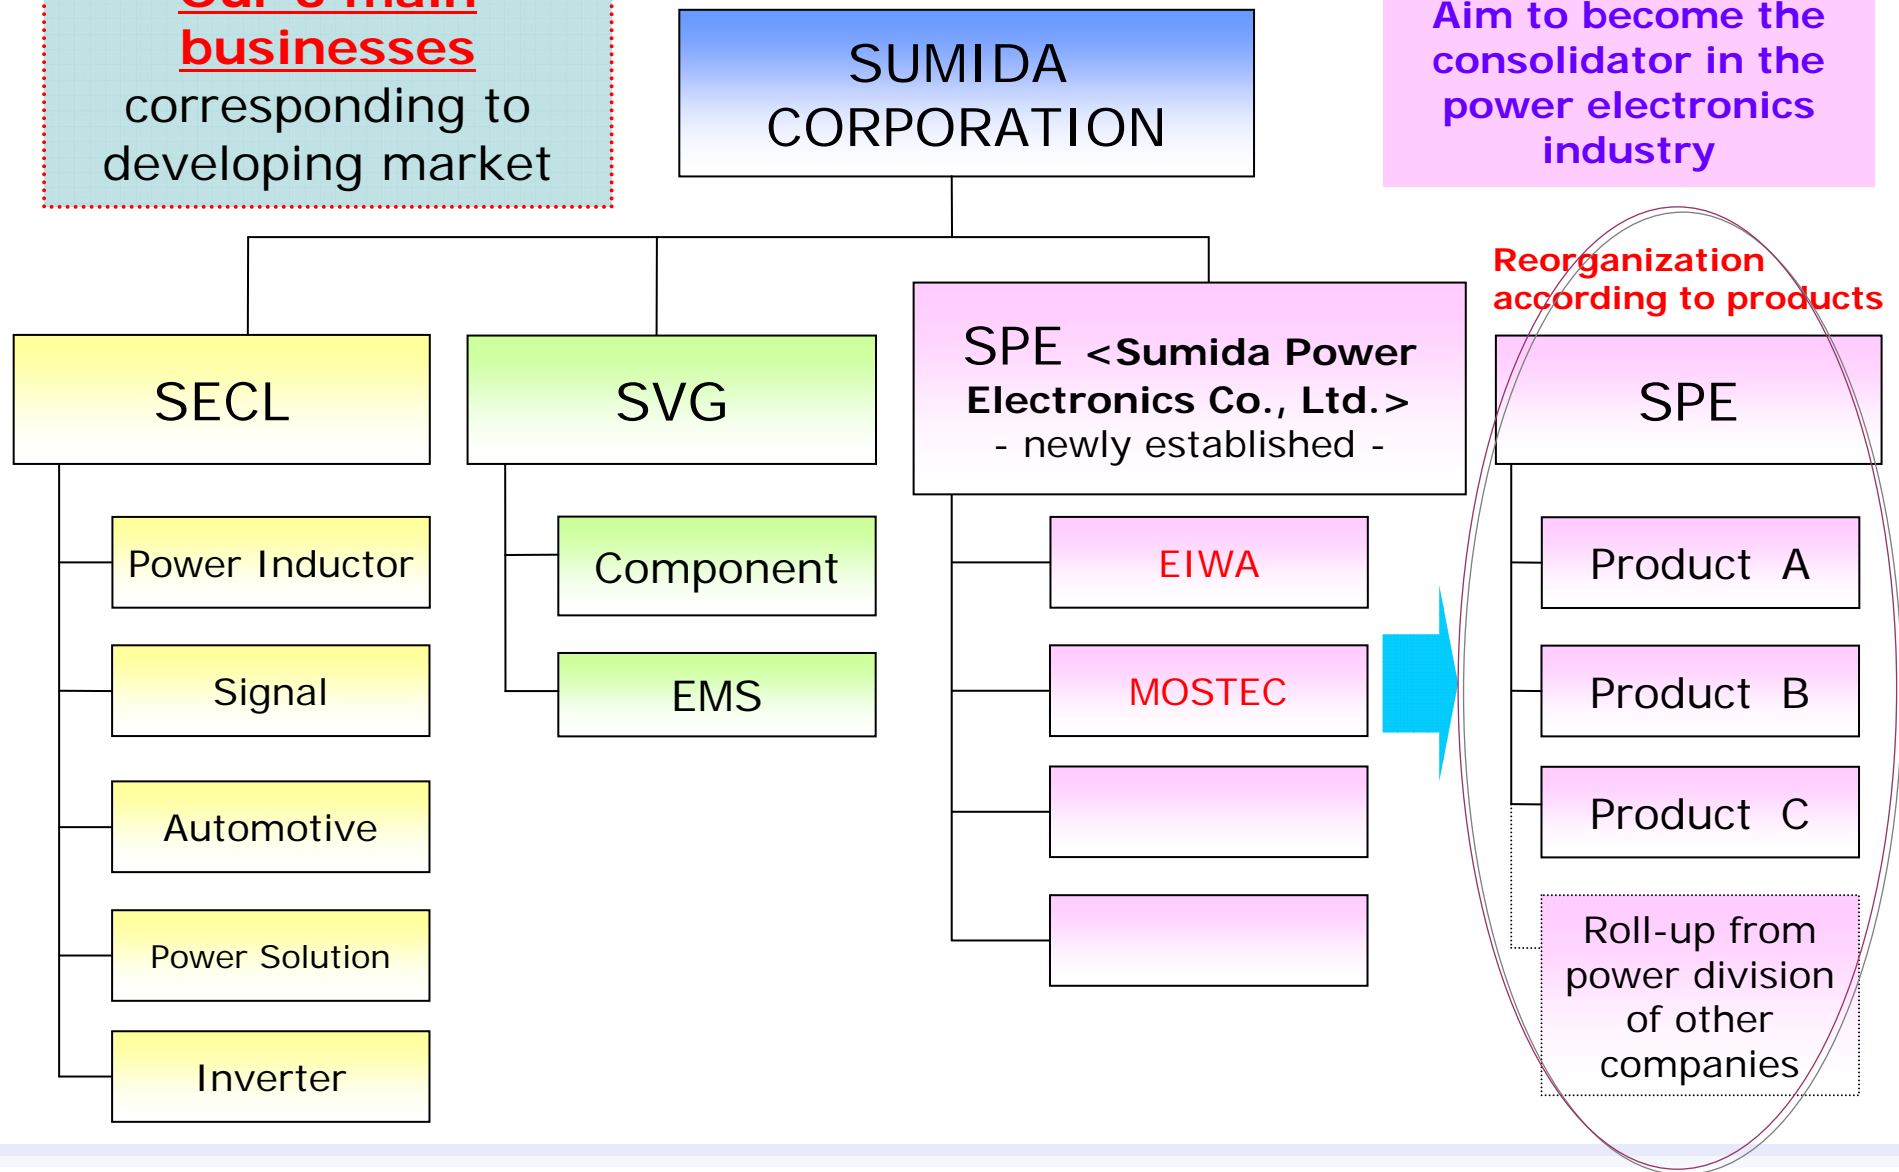 main
businesses
corresponding to
developing market
SUMIDA
CORPORATION
Aim to become the
consolidator in the
power electronics
industry
Reorganization
according to products
SECL
SVG
SPE <Sumida Power
Electronics Co., Ltd.>
- newly established -
SPE
Power Inductor
Signal
Automotive
Power Solution
Inverter
Component
EMS
EIWA
MOSTEC
Product A
Product B
Product C
Roll-up from
power division
of other
companies